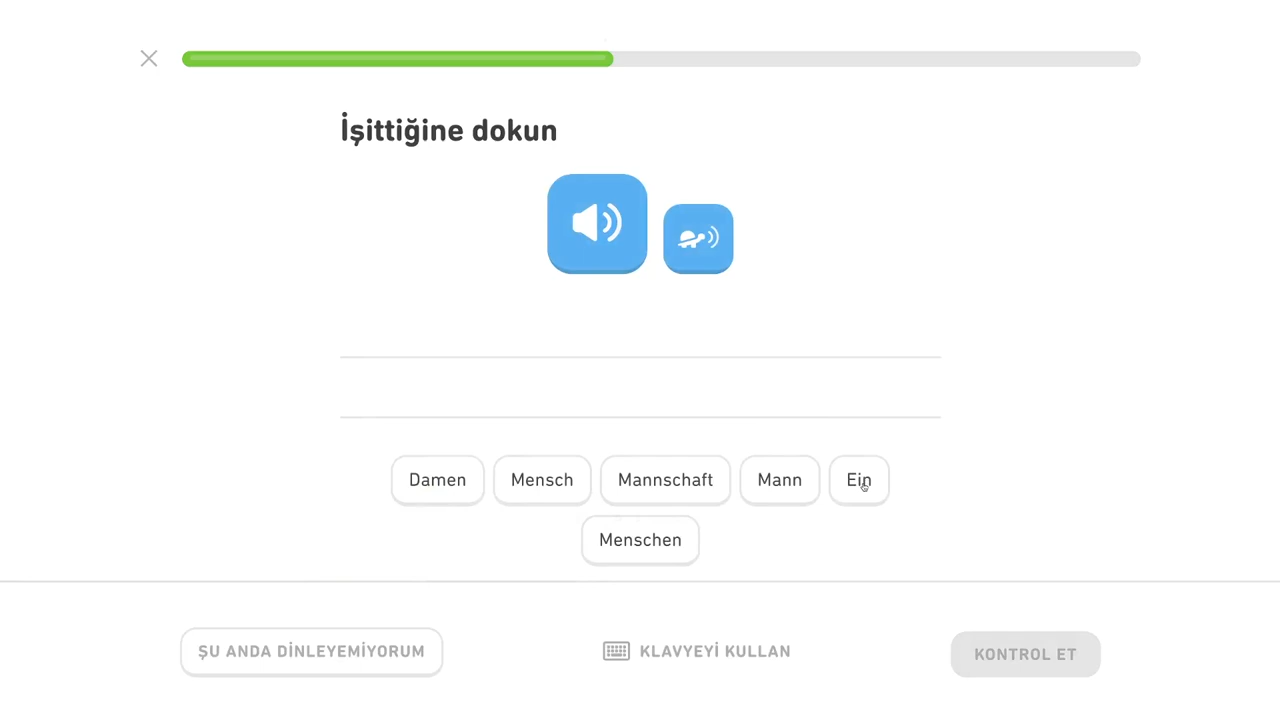 İşittiğine dokun
Damen Mensch Mannschaft Mann Ein
Menschen
ŞU ANDA DİNLEYEMİYORUM KLAVYEYİ KULLAN KONTROL ET